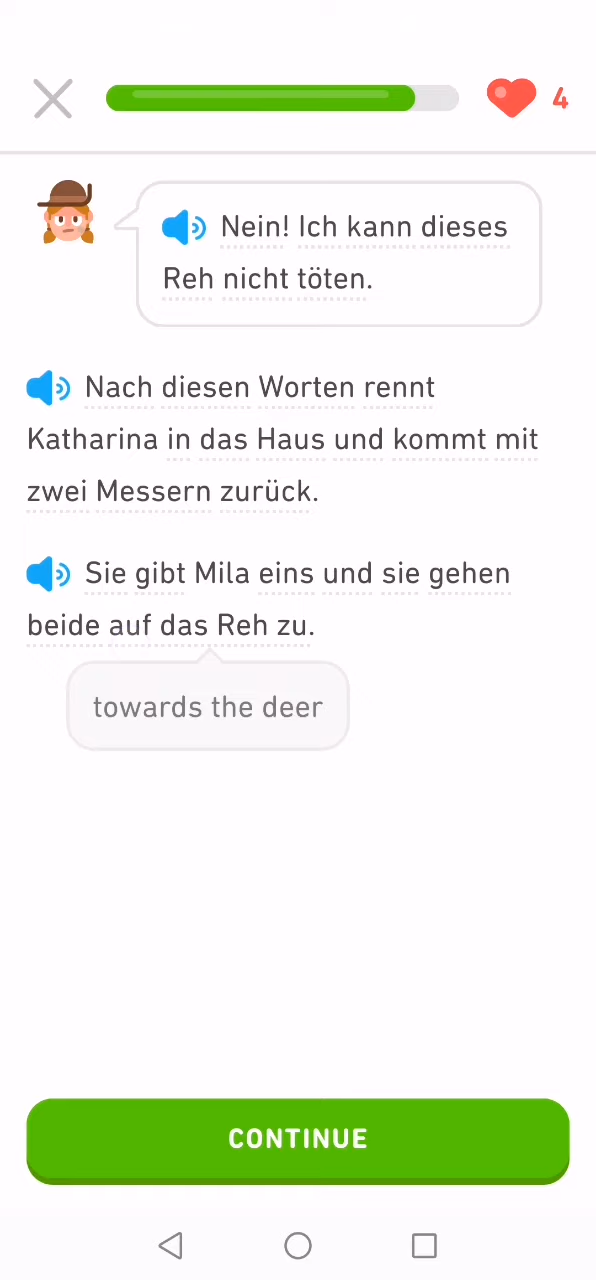 4
Nein! Ich kann dieses
Reh nicht töten.
Nach diesen Worten rennt
Katharina in das Haus und kommt mit
zwei Messern zurück.
Sie gibt Mila eins und sie gehen
beide auf das Reh zu.
towards the deer
CONTINUE